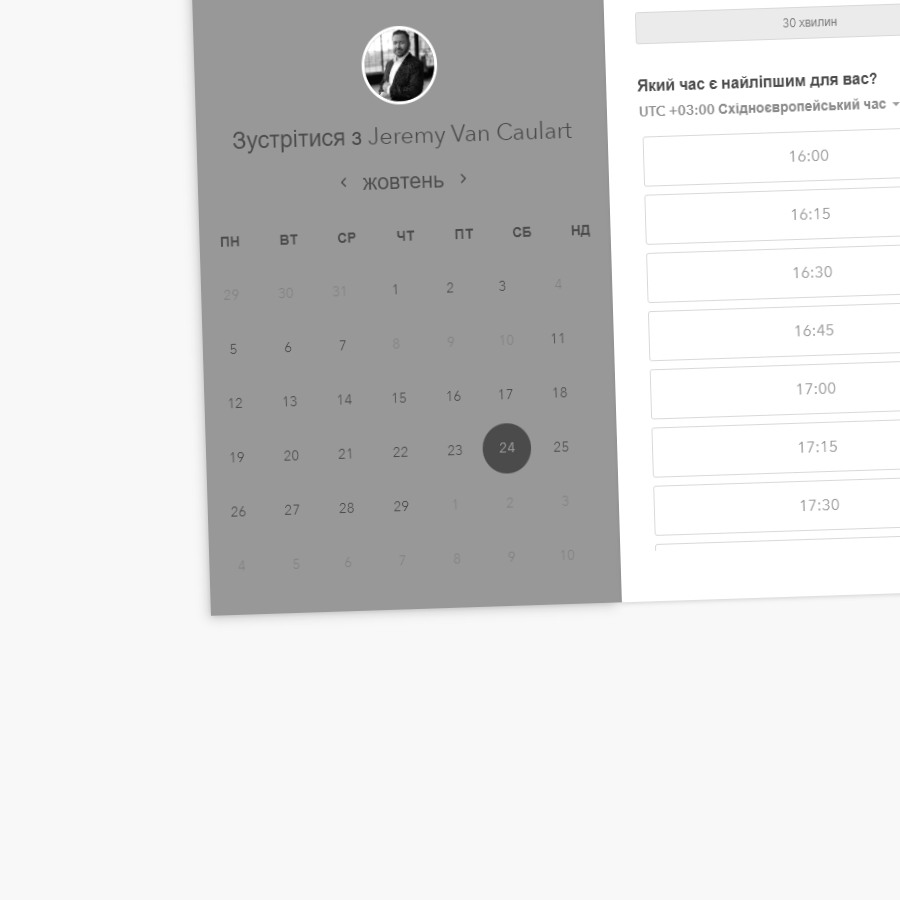 Зустрітися з Jeremy Van Caulart
‹ жовтень ›
ПН ВТ СР ЧТ ПТ СБ НД
29 30 31 1 2 3 4
5 6 7 8 9 10 11
12 13 14 15 16 17 18
19 20 21 22 23 24 25
26 27 28 29 1 2 3
4 5 6 7 8 9 10
30 хвилин
Який час є найліпшим для вас?
UTC +03:00 Східноєвропейський час
16:00
16:15
16:30
16:45
17:00
17:15
17:30